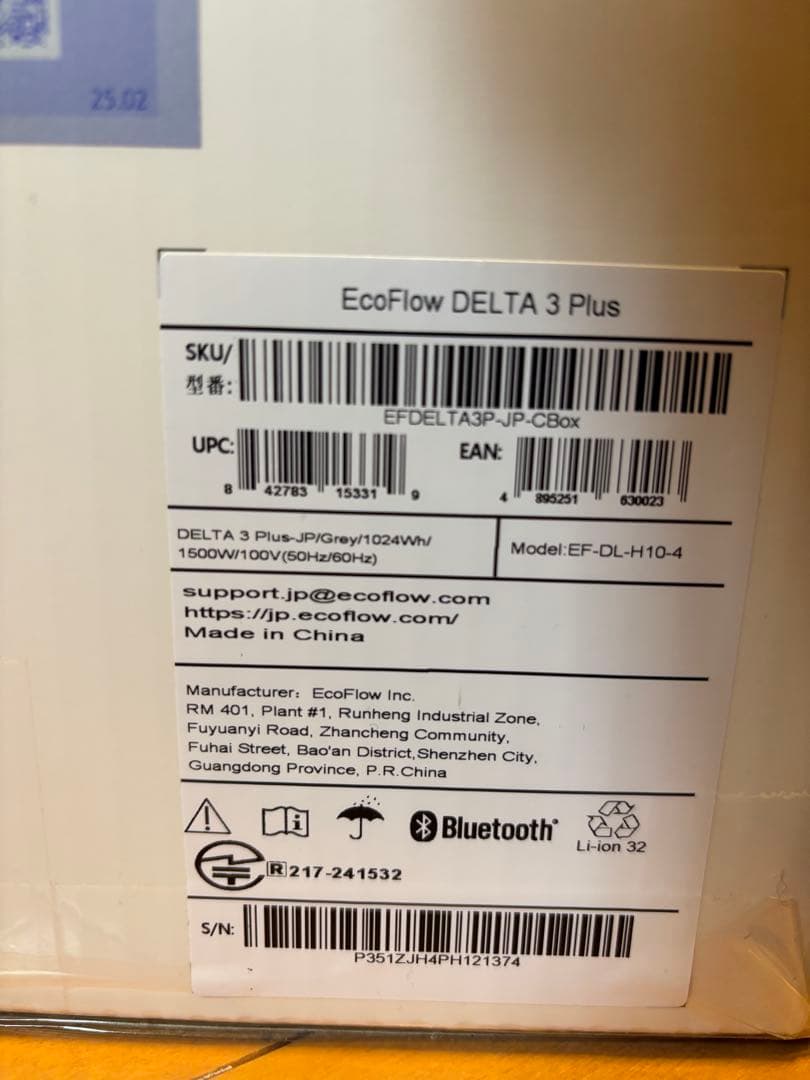 25.02
EcoFlow DELTA 3 Plus
SKU/
型番:
EFDELTA3P-JP-CBox
UPC:
8 42783 15331 9
EAN:
4 895251 630023
DELTA 3 Plus-JP/Grey/1024Wh/
1500W/100V(50Hz/60Hz)
Model:EF-DL-H10-4
support.jp@ecoflow.com
https://jp.ecoflow.com/
Made in China
Manufacturer: EcoFlow Inc.
RM 401, Plant #1, Runheng Industrial Zone,
Fuyuanyi Road, Zhancheng Community,
Fuhai Street, Bao'an District,Shenzhen City,
Guangdong Province, P.R.China
Bluetooth®
Li-ion 32
R 217-241532
S/N:
P351ZJH4PH121374